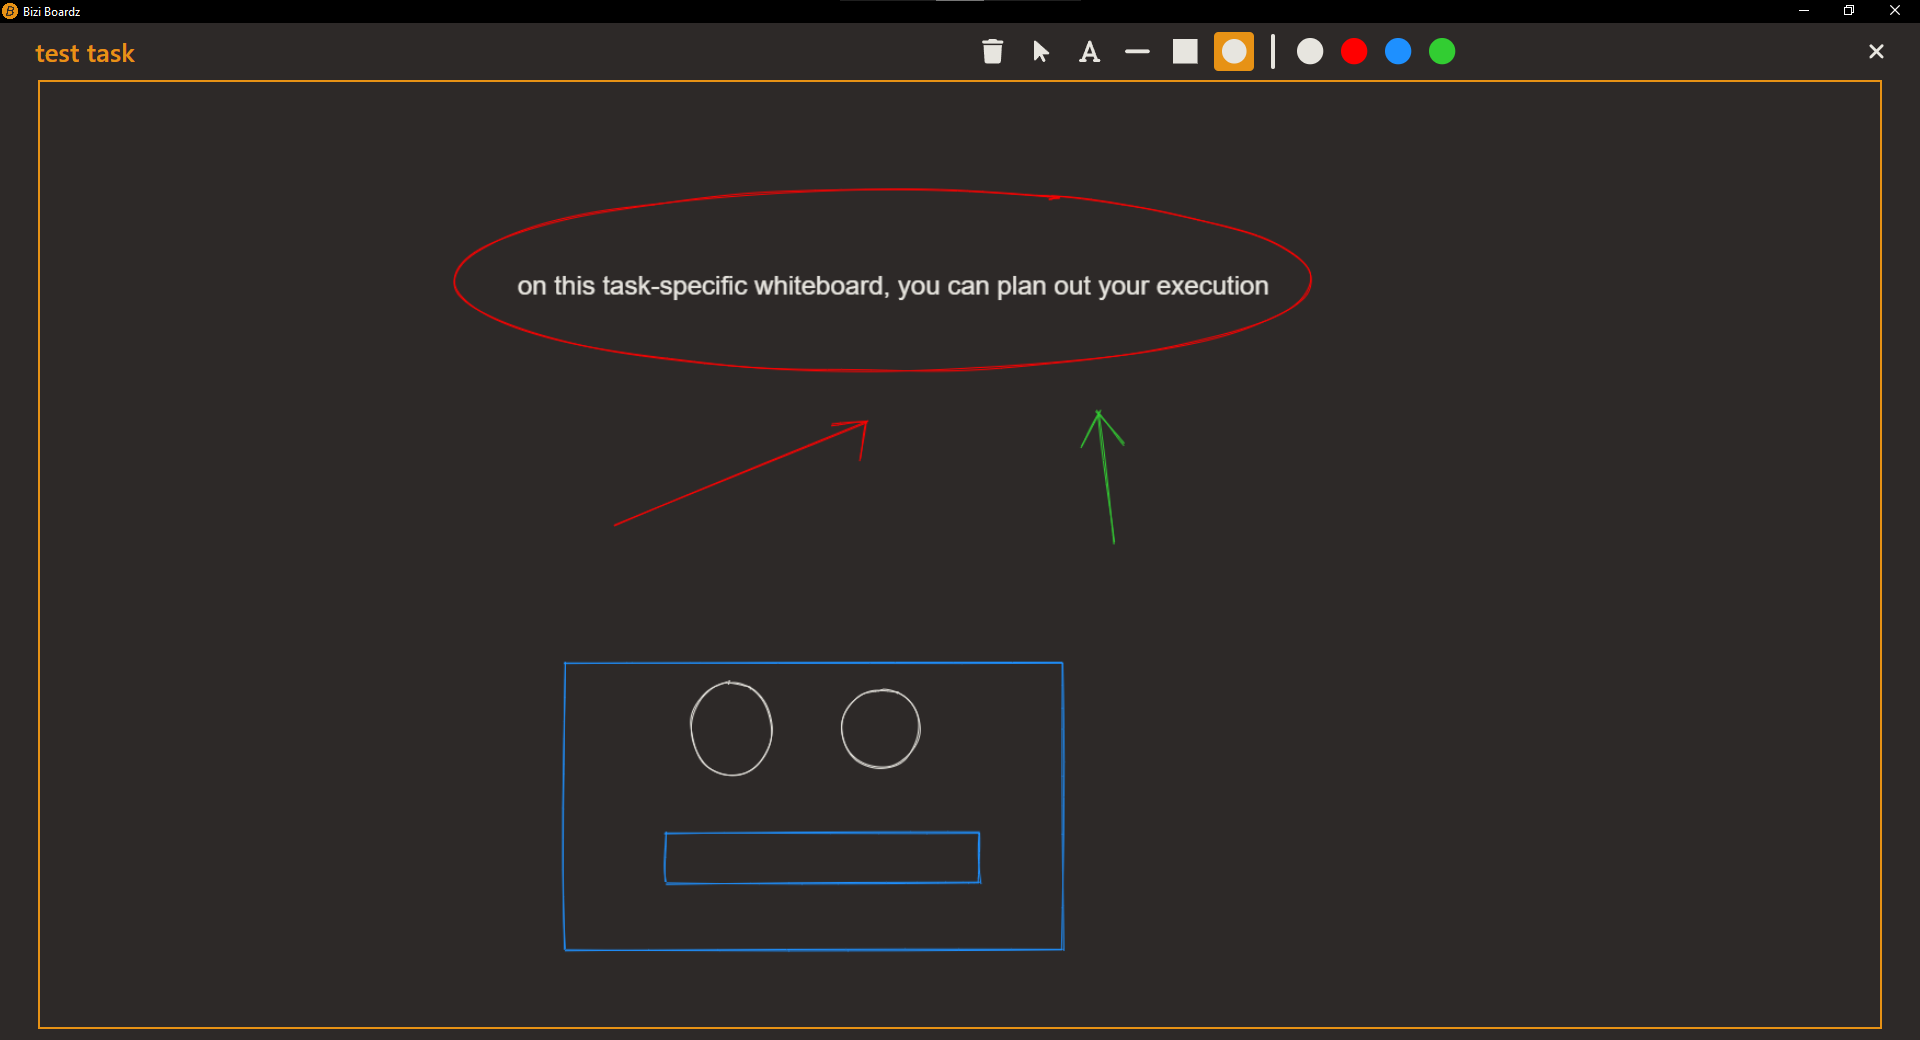 Bizi Boardz
test task
on this task-specific whiteboard, you can plan out your execution